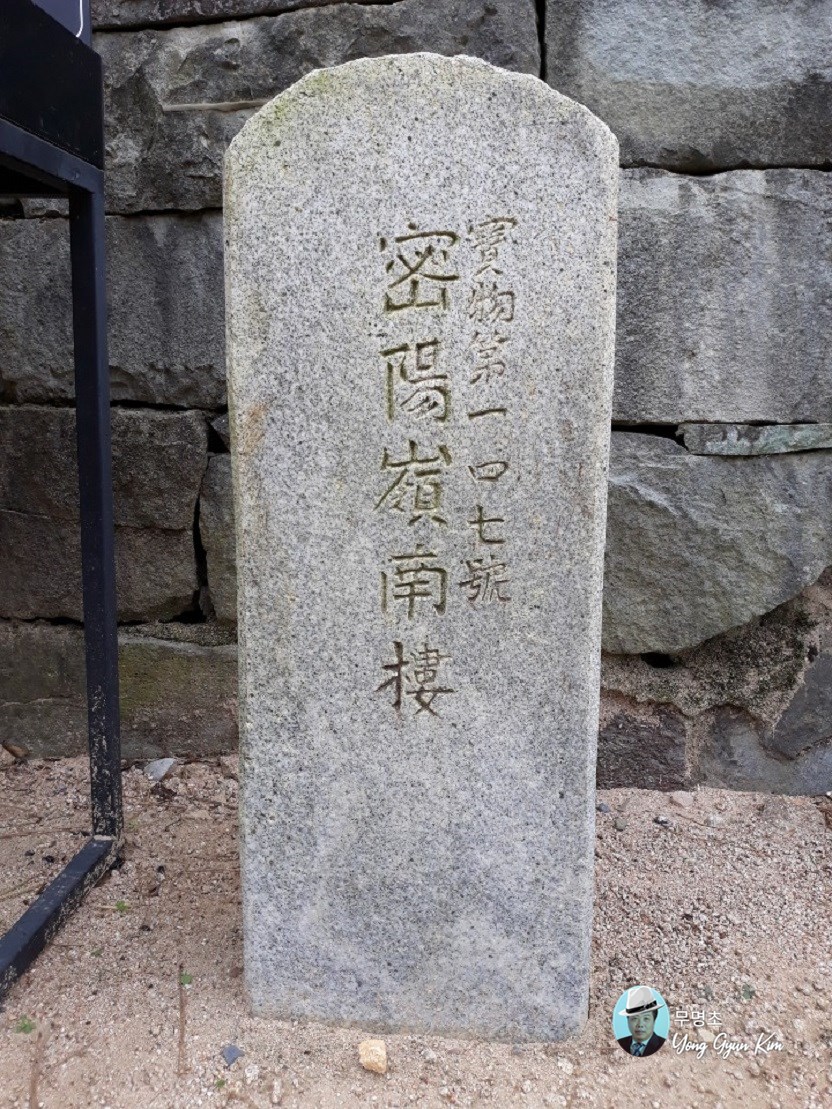 寶物第一四七號
密陽嶺南樓
무명초
Yong Gyun Kim